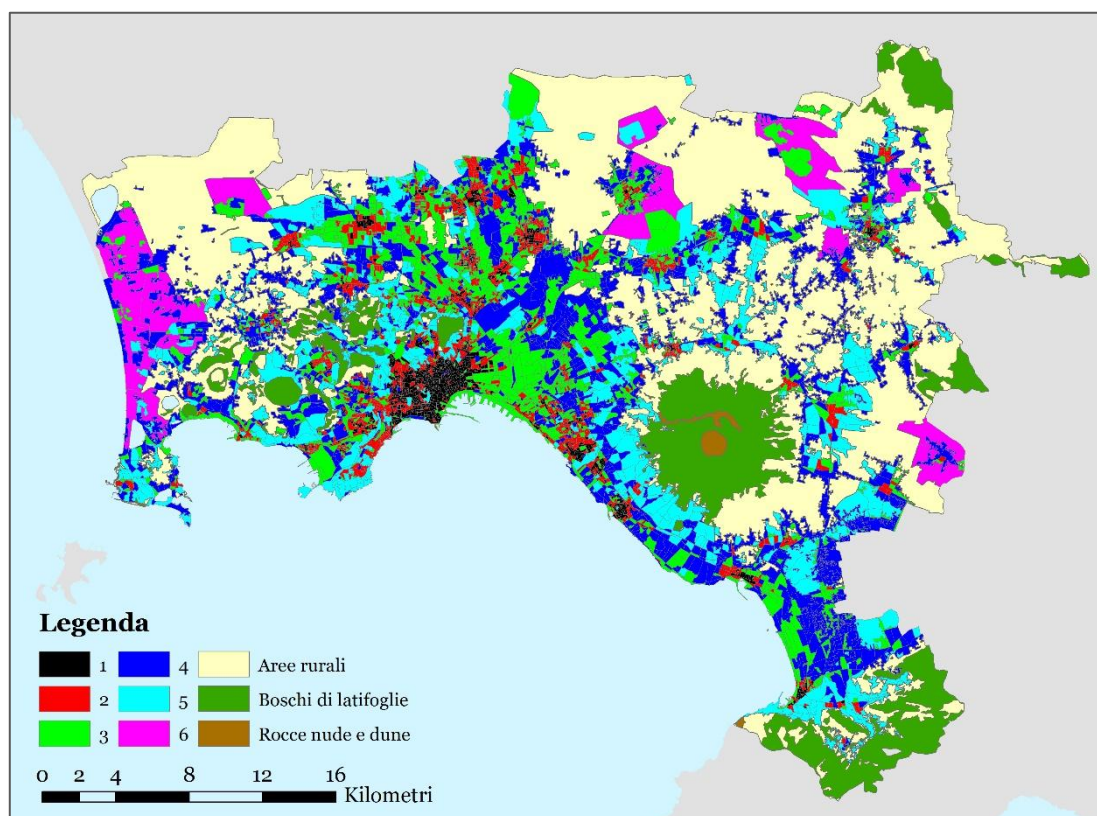 Legenda
1 4 Aree rurali
2 5 Boschi di latifoglie
3 6 Rocce nude e dune
0 2 4 8 12 16
Kilometri